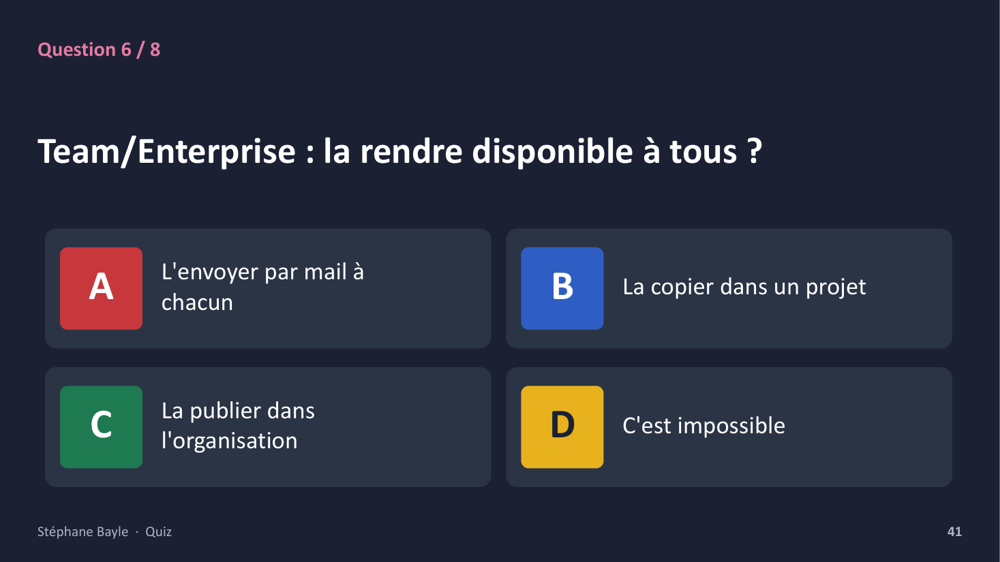 Question 6 / 8
Team/Enterprise : la rendre disponible à tous ?
A
L'envoyer par mail à
chacun
B
La copier dans un projet
C
La publier dans
l'organisation
D
C'est impossible
Stéphane Bayle · Quiz
41